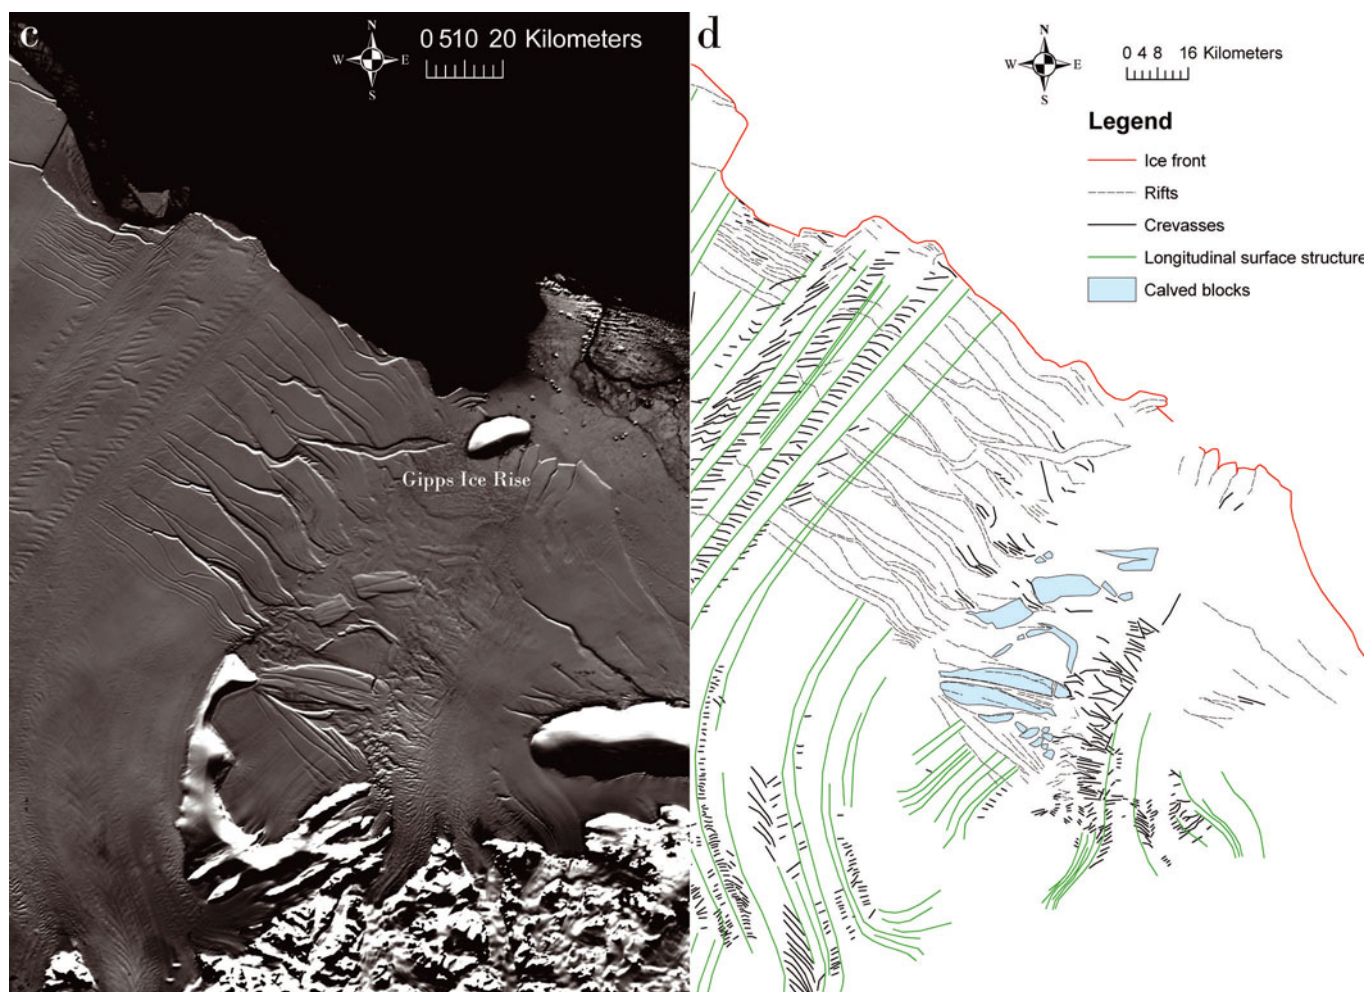 c
N
W E
S
0 510 20 Kilometers
Gipps Ice Rise
d
N
W E
S
0 4 8 16 Kilometers
Legend
Ice front
Rifts
Crevasses
Longitudinal surface structure
Calved blocks